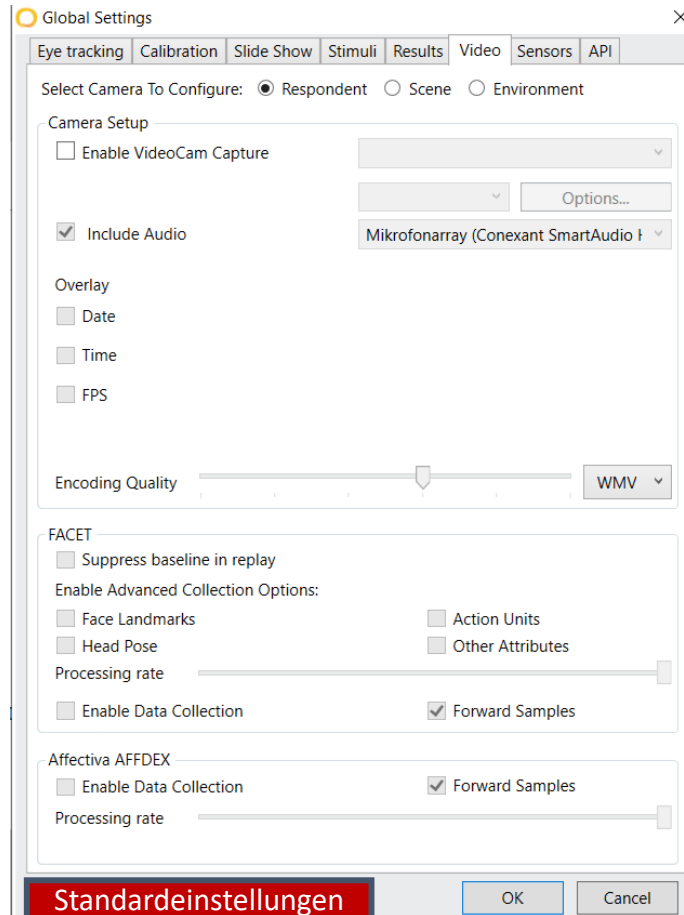 Global Settings
Eye tracking Calibration Slide Show Stimuli Results Video Sensors API
Select Camera To Configure: Respondent Scene Environment
Camera Setup
Enable VideoCam Capture
Options...
Include Audio Mikrofonarray (Conexant SmartAudio H
Overlay
Date
Time
FPS
Encoding Quality WMV
FACET
Suppress baseline in replay
Enable Advanced Collection Options:
Face Landmarks Action Units
Head Pose Other Attributes
Processing rate
Enable Data Collection Forward Samples
Affectiva AFFDEX
Enable Data Collection Forward Samples
Processing rate
Standardeinstellungen OK Cancel